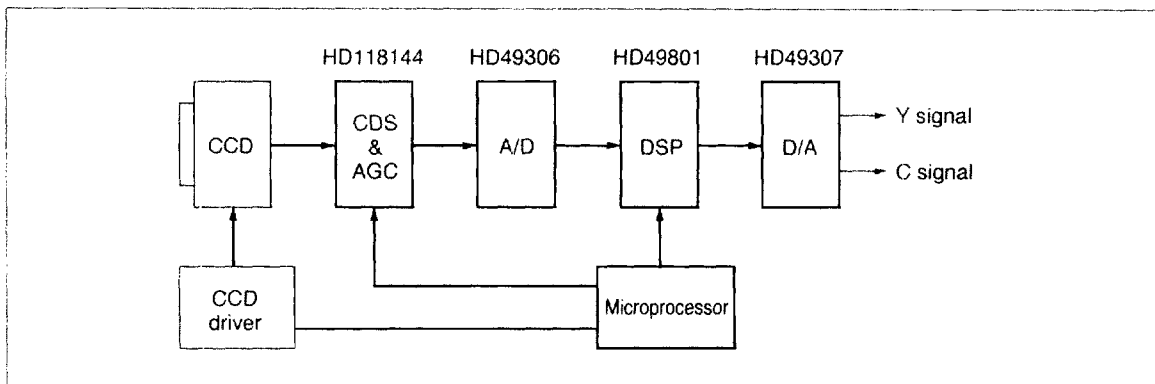 HD118144
HD49306
HD49801
HD49307
CCD
CDS
&
AGC
A/D
DSP
D/A
Y signal
C signal
CCD
driver
Microprocessor